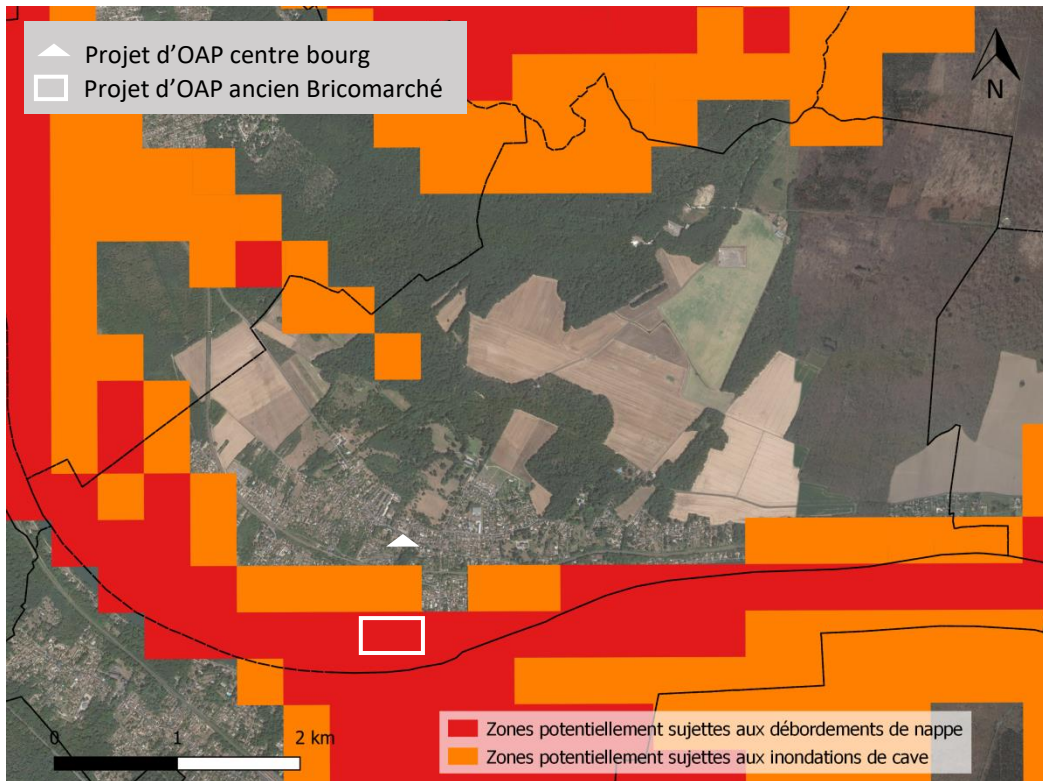 Projet d’OAP centre bourg
Projet d’OAP ancien Bricomarché
N
Zones potentiellement sujettes aux débordements de nappe
Zones potentiellement sujettes aux inondations de cave
0 1 2 km